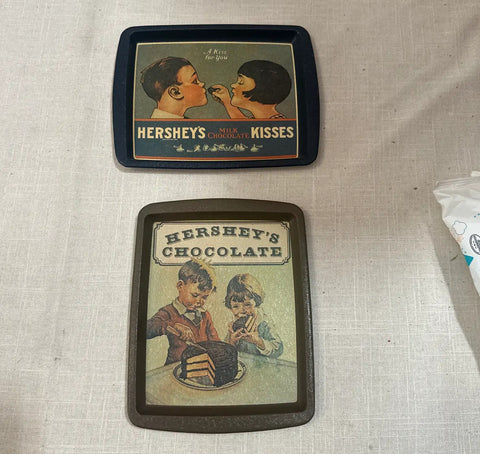 A Kiss
for You
HERSHEY'S MILK CHOCOLATE KISSES
HERSHEY'S
CHOCOLATE